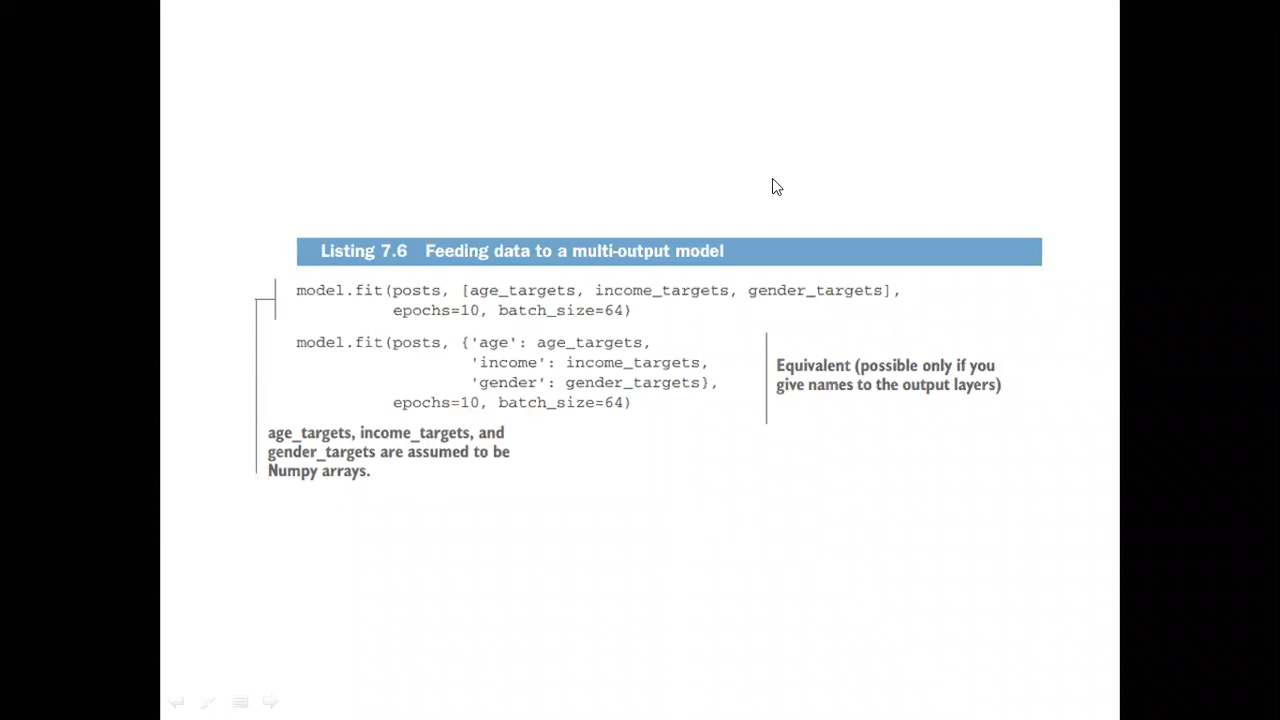 Listing 7.6 Feeding data to a multi-output model
model.fit(posts, [age_targets, income_targets, gender_targets],
epochs=10, batch_size=64)
model.fit(posts, {'age': age_targets,
'income': income_targets,
'gender': gender_targets},
epochs=10, batch_size=64)
Equivalent (possible only if you
give names to the output layers)
age_targets, income_targets, and
gender_targets are assumed to be
Numpy arrays.